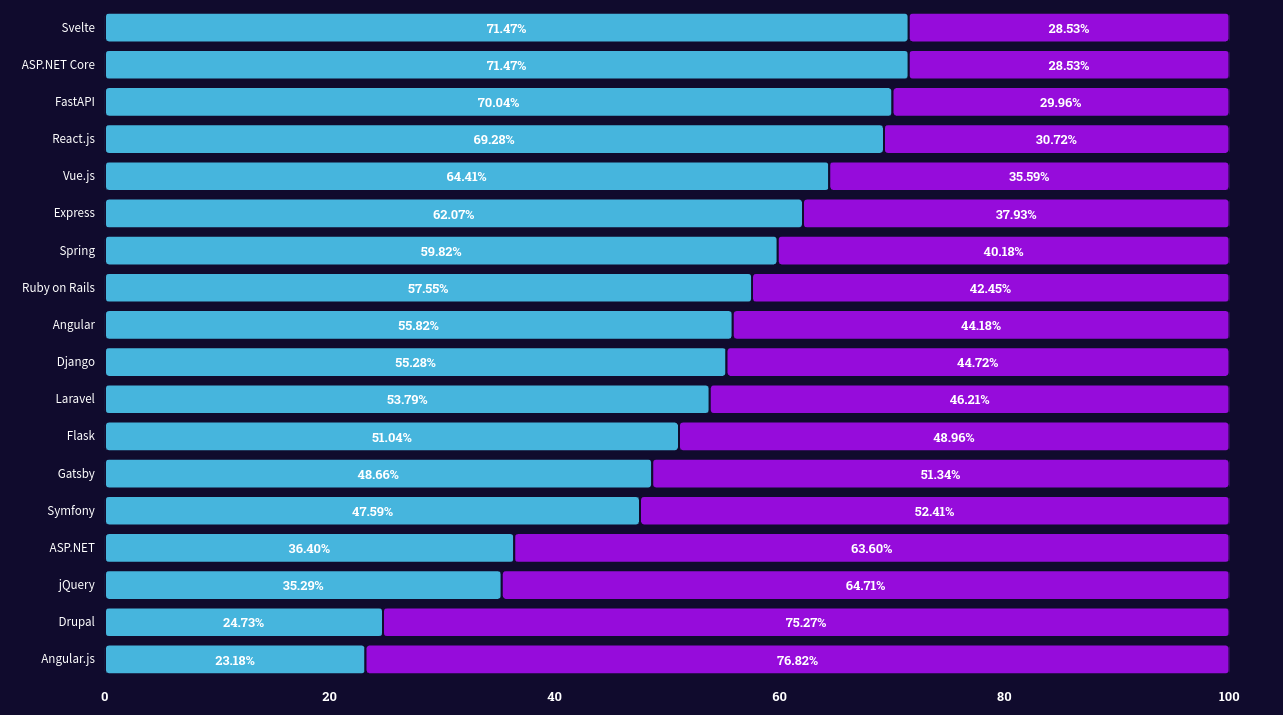 Svelte 71.47% 28.53%
ASP.NET Core 71.47% 28.53%
FastAPI 70.04% 29.96%
React.js 69.28% 30.72%
Vue.js 64.41% 35.59%
Express 62.07% 37.93%
Spring 59.82% 40.18%
Ruby on Rails 57.55% 42.45%
Angular 55.82% 44.18%
Django 55.28% 44.72%
Laravel 53.79% 46.21%
Flask 51.04% 48.96%
Gatsby 48.66% 51.34%
Symfony 47.59% 52.41%
ASP.NET 36.40% 63.60%
jQuery 35.29% 64.71%
Drupal 24.73% 75.27%
Angular.js 23.18% 76.82%
0 20 40 60 80 100